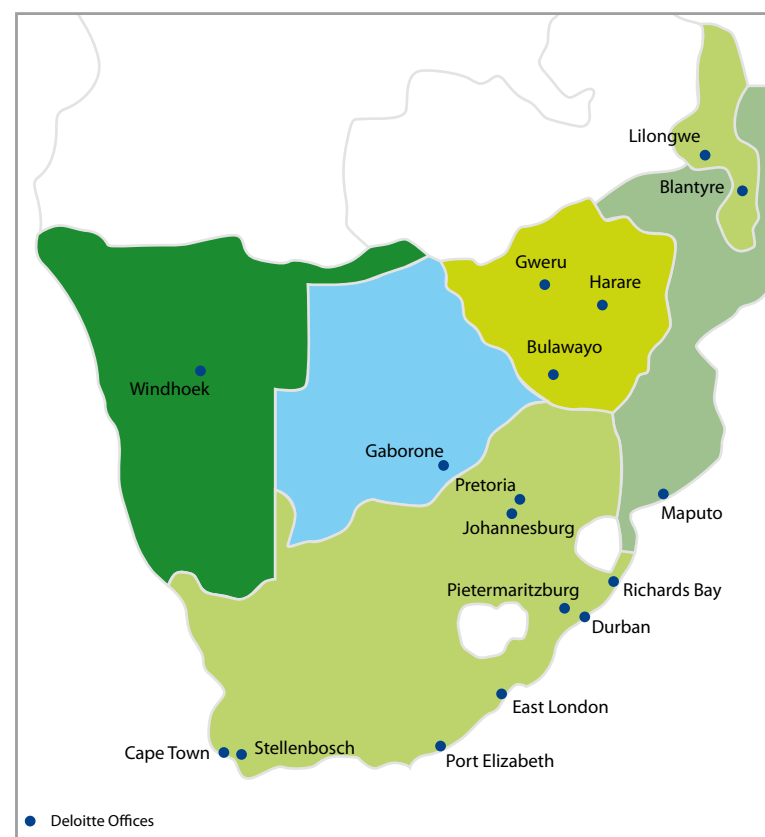 Lilongwe
Blantyre
Gweru
Harare
Bulawayo
Windhoek
Gaborone
Pretoria
Maputo
Johannesburg
Pietermaritzburg
Richards Bay
Durban
East London
Cape Town
Stellenbosch
Port Elizabeth
Deloitte Offices